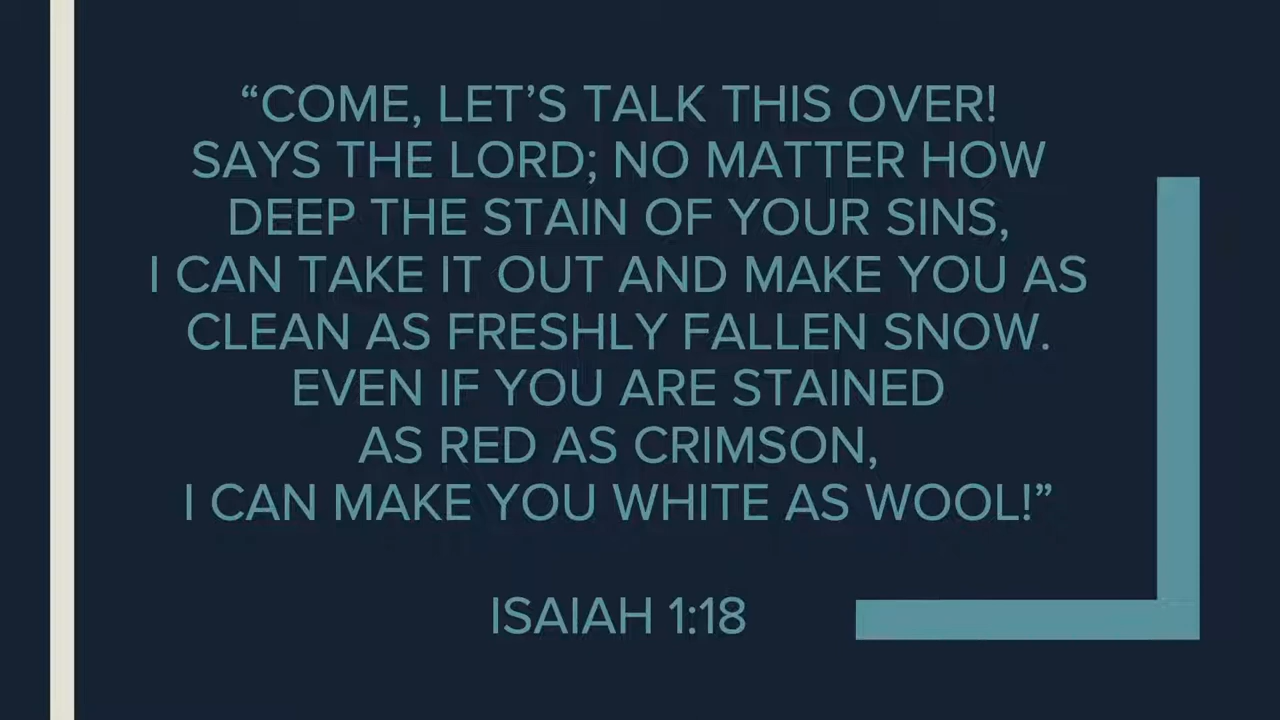 “COME, LET’S TALK THIS OVER!
SAYS THE LORD; NO MATTER HOW
DEEP THE STAIN OF YOUR SINS,
I CAN TAKE IT OUT AND MAKE YOU AS
CLEAN AS FRESHLY FALLEN SNOW.
EVEN IF YOU ARE STAINED
AS RED AS CRIMSON,
I CAN MAKE YOU WHITE AS WOOL!”
ISAIAH 1:18